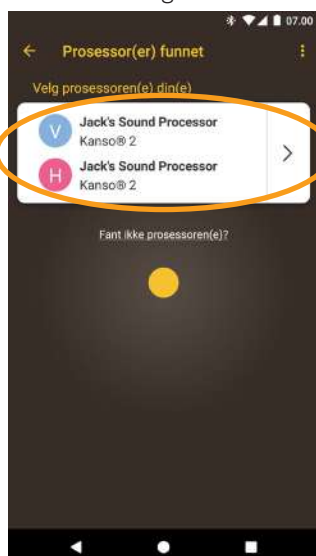 07.00
Prosessor(er) funnet
Velg prosessoren(e) din(e)
V
Jack's Sound Processor
Kanso® 2
H
Jack's Sound Processor
Kanso® 2
Fant ikke prosessoren(e)?